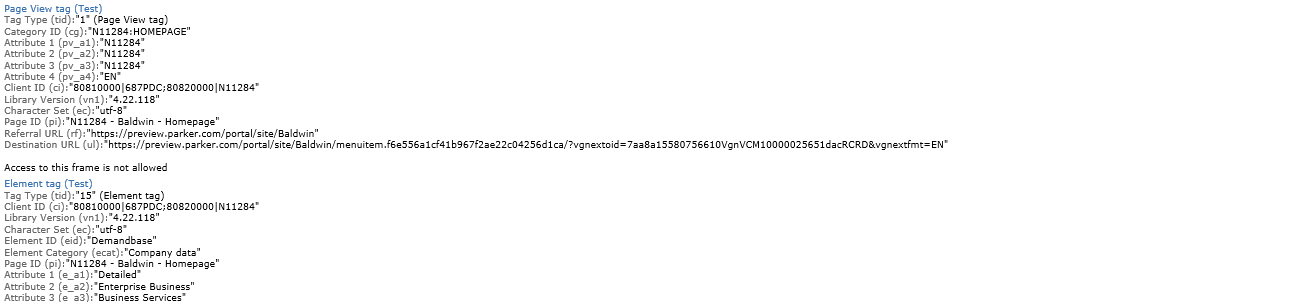 Page View tag (Test)
Tag Type (tid):"1" (Page View tag)
Category ID (cg):"N11284:HOMEPAGE"
Attribute 1 (pv_a1):"N11284"
Attribute 2 (pv_a2):"N11284"
Attribute 3 (pv_a3):"N11284"
Attribute 4 (pv_a4):"EN"
Client ID (ci):"80810000|687PDC;80820000|N11284"
Library Version (vn1):"4.22.118"
Character Set (ec):"utf-8"
Page ID (pi):"N11284 - Baldwin - Homepage"
Referral URL (rf):"https://preview.parker.com/portal/site/Baldwin"
Destination URL (ul):"https://preview.parker.com/portal/site/Baldwin/menuitem.f6e556a1cf41b967f2ae22c04256d1ca/?vgnextoid=7aa8a15580756610VgnVCM10000025651dacRCRD&vgnextfmt=EN"
Access to this frame is not allowed
Element tag (Test)
Tag Type (tid):"15" (Element tag)
Client ID (ci):"80810000|687PDC;80820000|N11284"
Library Version (vn1):"4.22.118"
Character Set (ec):"utf-8"
Element ID (eid):"Demandbase"
Element Category (ecat):"Company data"
Page ID (pi):"N11284 - Baldwin - Homepage"
Attribute 1 (e_a1):"Detailed"
Attribute 2 (e_a2):"Enterprise Business"
Attribute 3 (e_a3):"Business Services"